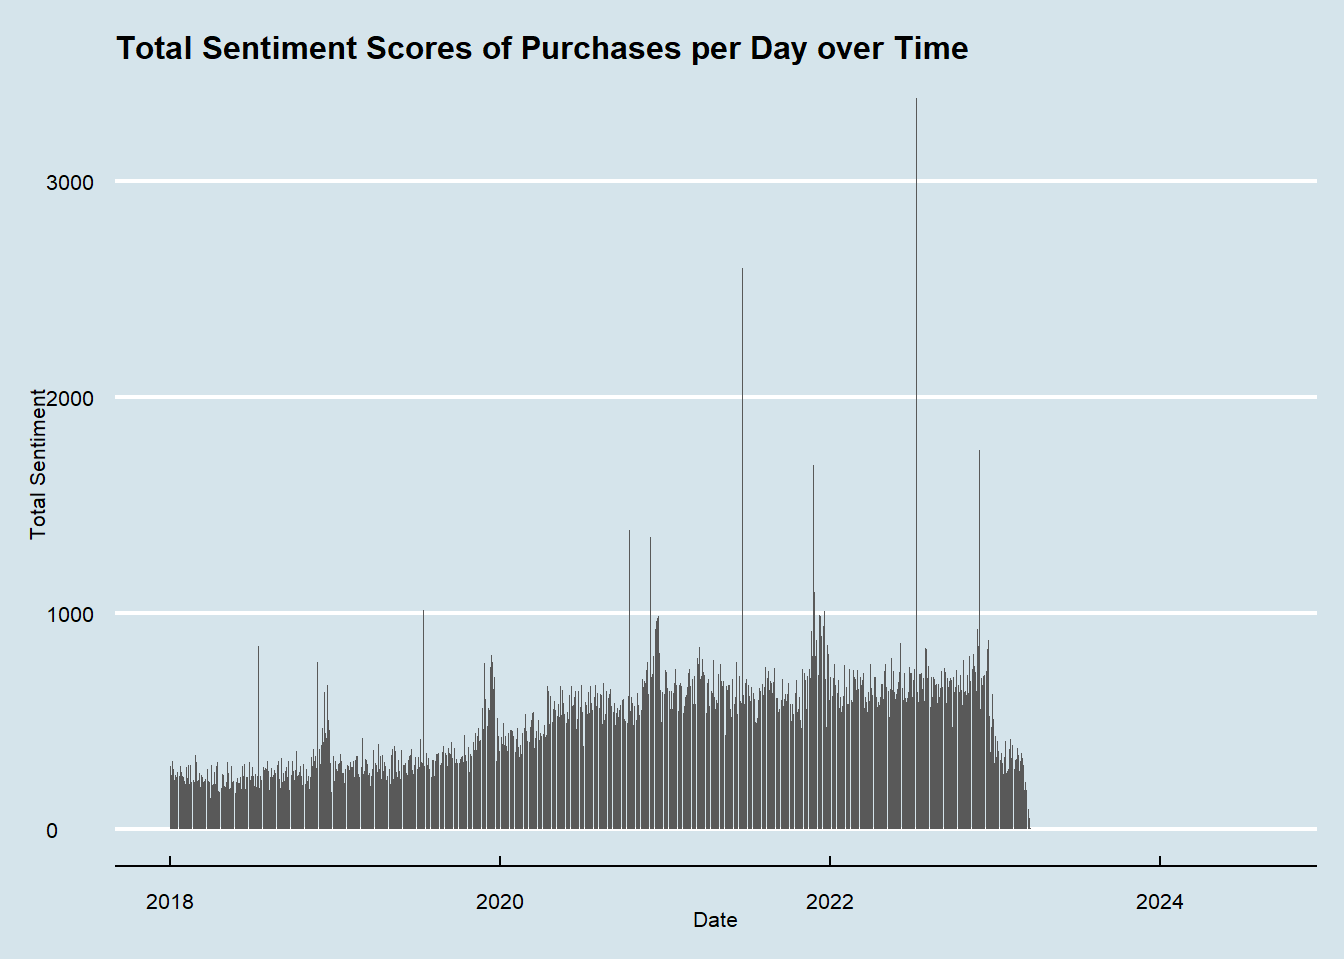 Total Sentiment Scores of Purchases per Day over Time
3000
2000
1000
0
Total Sentiment
2018 2020 2022 2024
Date